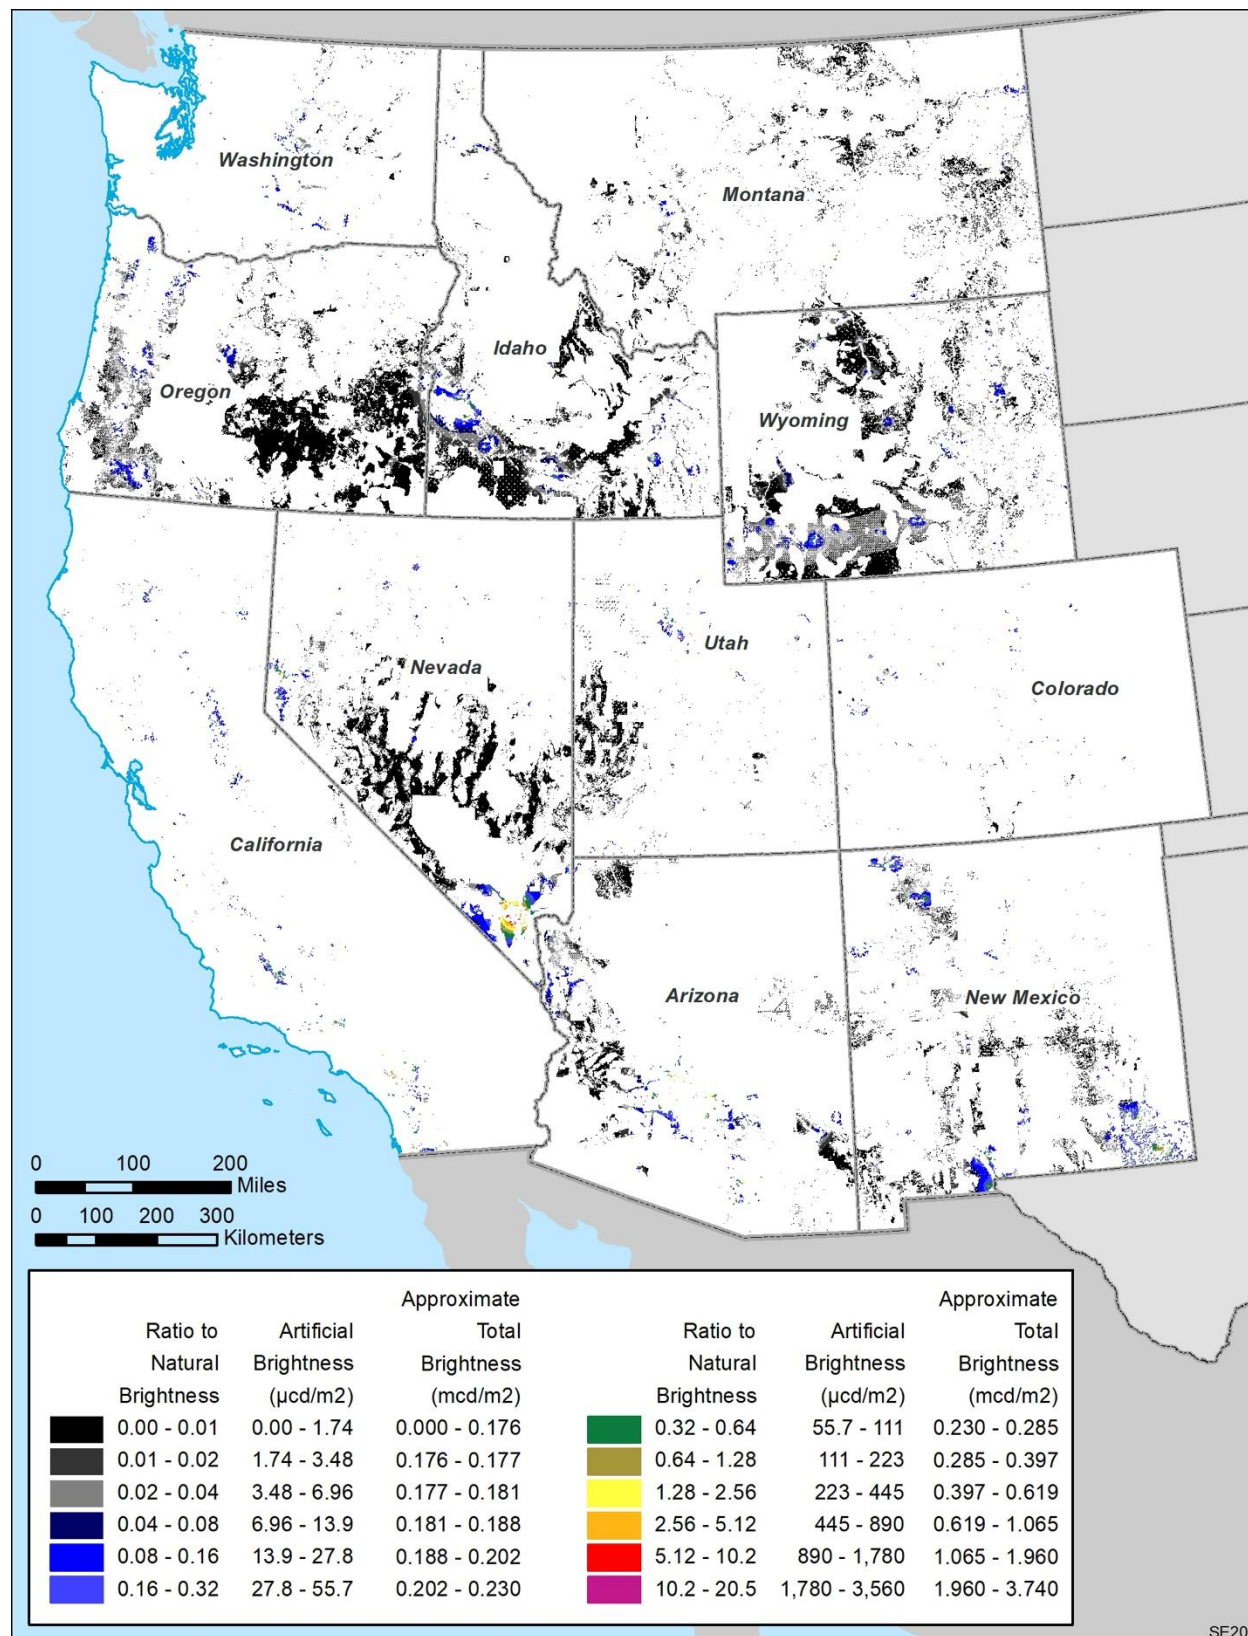 Washington
Montana
Idaho
Oregon
Wyoming
Utah
Nevada
Colorado
California
Arizona
New Mexico
0 100 200
Miles
0 100 200 300
Kilometers
Approximate Approximate
Ratio to Artificial Total Ratio to Artificial Total
Natural Brightness Brightness Natural Brightness Brightness
Brightness (µcd/m2) (mcd/m2) Brightness (µcd/m2) (mcd/m2)
0.00 - 0.01 0.00 - 1.74 0.000 - 0.176 0.32 - 0.64 55.7 - 111 0.230 - 0.285
0.01 - 0.02 1.74 - 3.48 0.176 - 0.177 0.64 - 1.28 111 - 223 0.285 - 0.397
0.02 - 0.04 3.48 - 6.96 0.177 - 0.181 1.28 - 2.56 223 - 445 0.397 - 0.619
0.04 - 0.08 6.96 - 13.9 0.181 - 0.188 2.56 - 5.12 445 - 890 0.619 - 1.065
0.08 - 0.16 13.9 - 27.8 0.188 - 0.202 5.12 - 10.2 890 - 1,780 1.065 - 1.960
0.16 - 0.32 27.8 - 55.7 0.202 - 0.230 10.2 - 20.5 1,780 - 3,560 1.960 - 3.740